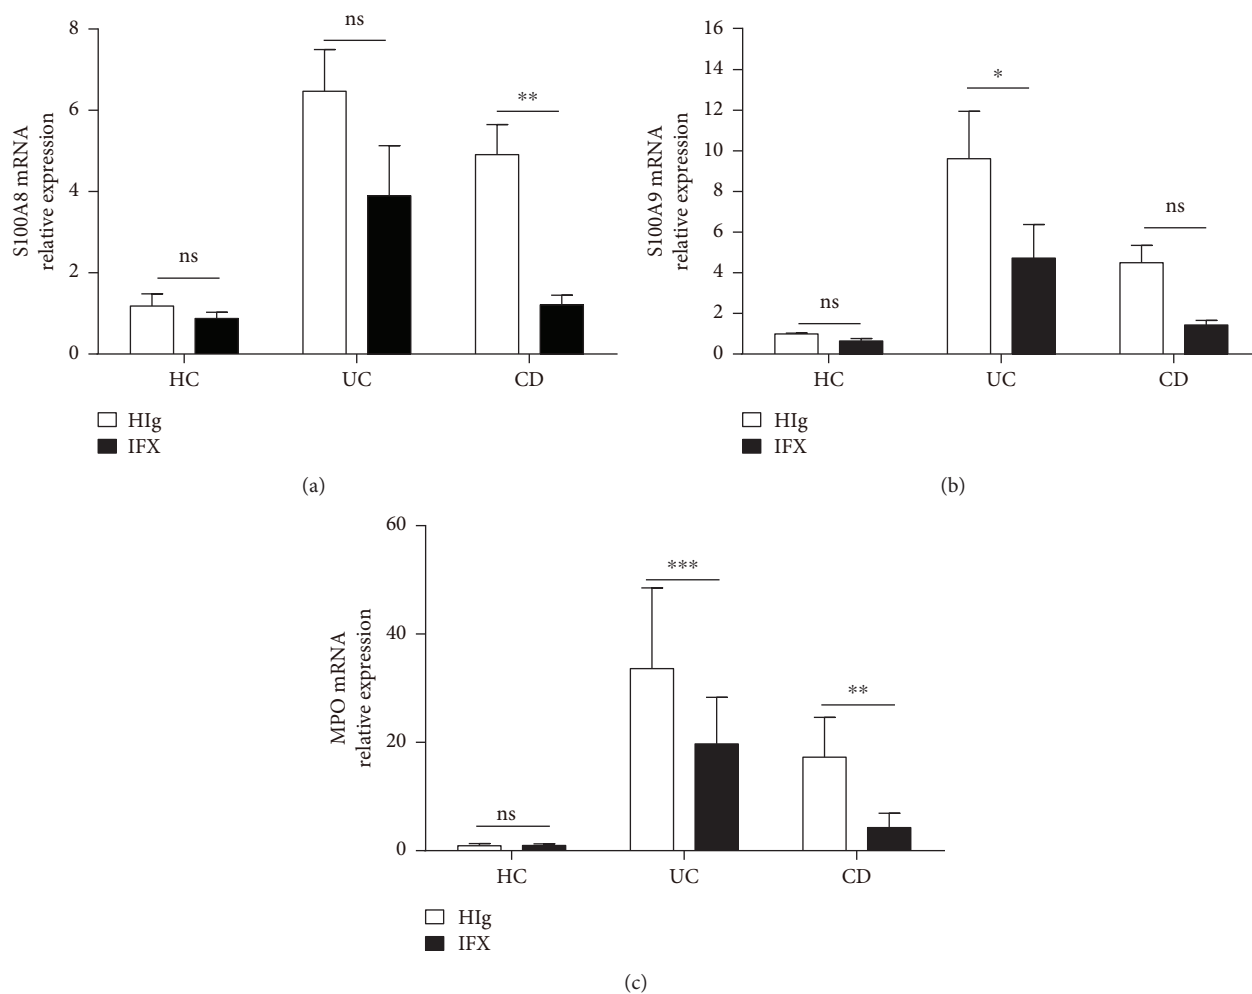 S100A8 mRNA
relative expression
8
6
4
2
0
ns
ns
**
HC
UC
CD
HIg
IFX
(a)
S100A9 mRNA
relative expression
16
14
12
10
8
6
4
2
0
ns
*
ns
HC
UC
CD
HIg
IFX
(b)
MPO mRNA
relative expression
60
40
20
0
ns
***
**
HC
UC
CD
HIg
IFX
(c)